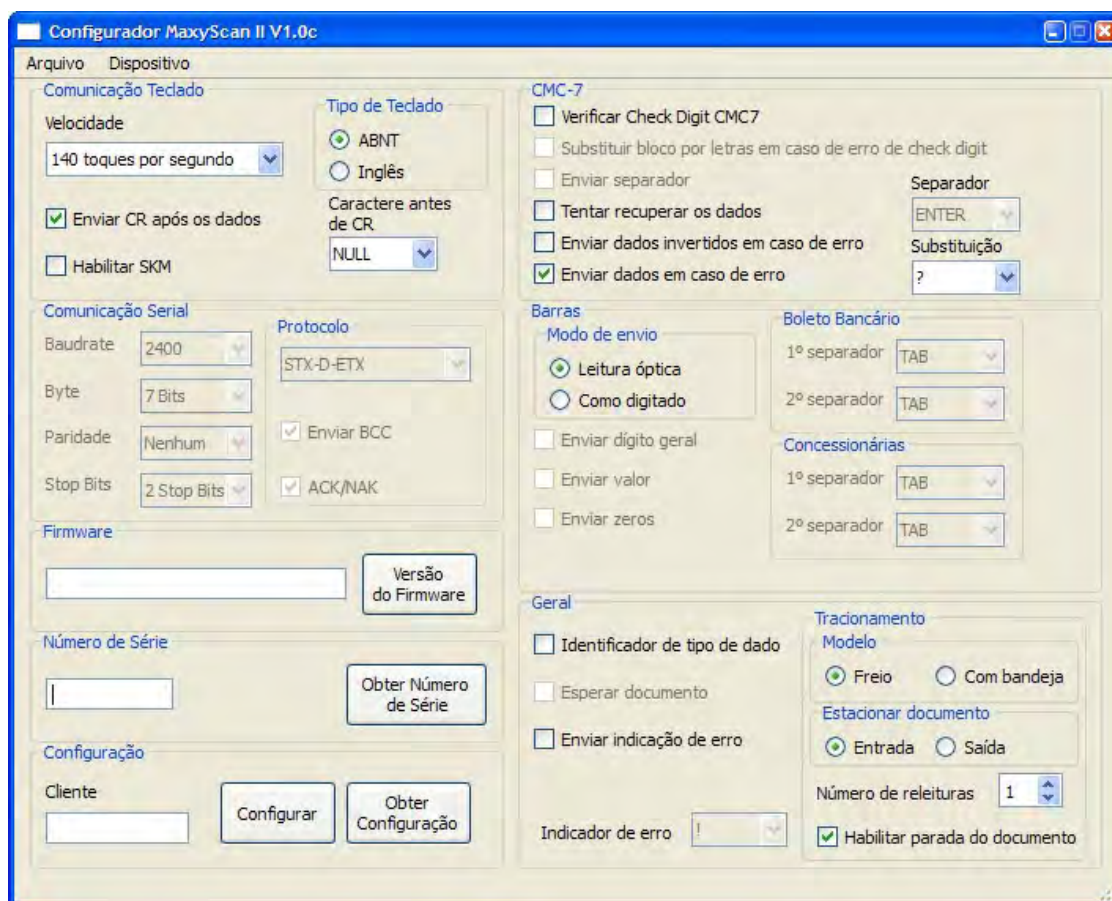 Configurador MaxyScan II V1.0c
Arquivo Dispositivo
Comunicação Teclado
Velocidade
140 toques por segundo
Tipo de Teclado
ABNT
Inglês
Enviar CR após os dados
Caractere antes
de CR
NULL
Habilitar SKM
Comunicação Serial
Baudrate 2400
Byte 7 Bits
Paridade Nenhum
Stop Bits 2 Stop Bits
Protocolo
STX-D-ETX
Enviar BCC
ACK/NAK
Firmware
Versão
do Firmware
Número de Série
Obter Número
de Série
Configuração
Cliente
Configurar
Obter
Configuração
CMC-7
Verificar Check Digit CMC7
Substituir bloco por letras em caso de erro de check digit
Enviar separador
Tentar recuperar os dados
Enviar dados invertidos em caso de erro
Enviar dados em caso de erro
Separador
ENTER
Substituição
?
Barras
Modo de envio
Leitura óptica
Como digitado
Enviar dígito geral
Enviar valor
Enviar zeros
Boleto Bancário
1º separador TAB
2º separador TAB
Concessionárias
1º separador TAB
2º separador TAB
Geral
Identificador de tipo de dado
Esperar documento
Enviar indicação de erro
Indicador de erro !
Tracionamento
Modelo
Freio Com bandeja
Estacionar documento
Entrada Saída
Número de releituras 1
Habilitar parada do documento